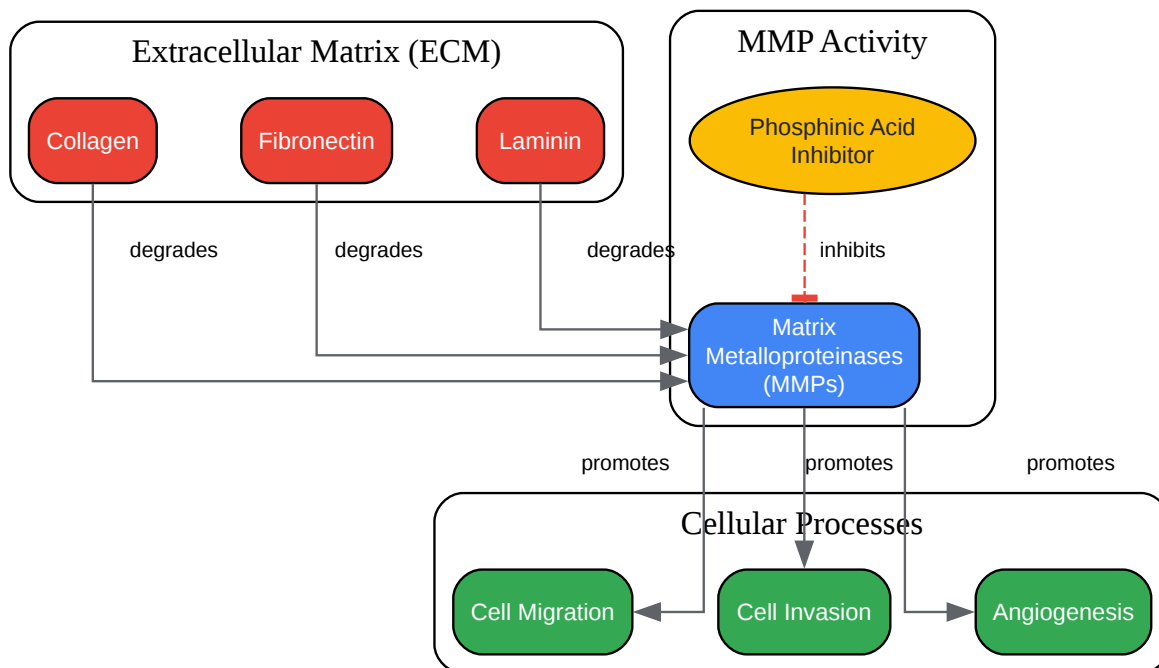 Extracellular Matrix (ECM)
MMP Activity
Collagen
Fibronectin
Laminin
Phosphinic Acid
Inhibitor
degrades
degrades
degrades
inhibits
Matrix
Metalloproteinases
(MMPs)
promotes
promotes
promotes
Cellular Processes
Cell Migration
Cell Invasion
Angiogenesis